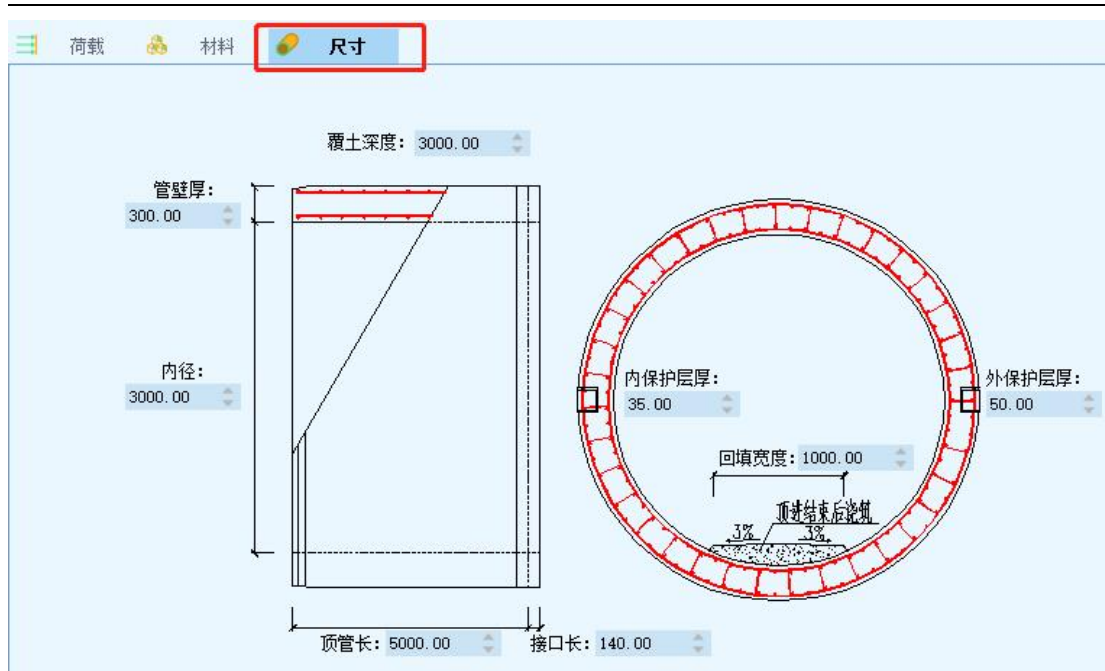 荷载 材料 尺寸
覆土深度: 3000.00
管壁厚:
300.00
内径:
3000.00
内保护层厚:
35.00
外保护层厚:
50.00
回填宽度: 1000.00
顶进结束后浇筑
3% 3%
顶管长: 5000.00 接口长: 140.00